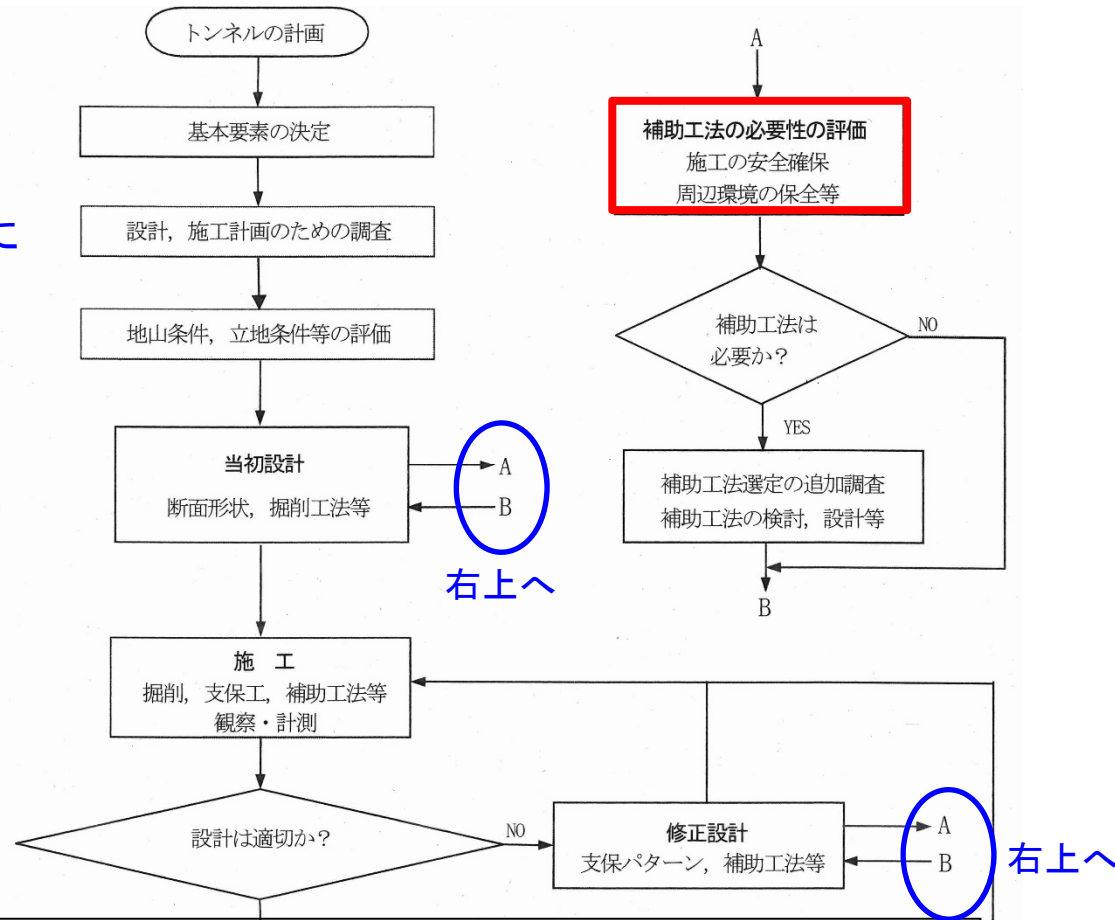 トンネルの計画
基本要素の決定
設計，施工計画のための調査
に
地山条件，立地条件等の評価
当初設計
断面形状，掘削工法等
A
B
右上へ
施　工
掘削，支保工，補助工法等
観察・計測
設計は適切か？
NO
修正設計
支保パターン，補助工法等
A
B
右上へ
A
補助工法の必要性の評価
施工の安全確保
周辺環境の保全等
補助工法は
必要か？
NO
YES
補助工法選定の追加調査
補助工法の検討，設計等
B